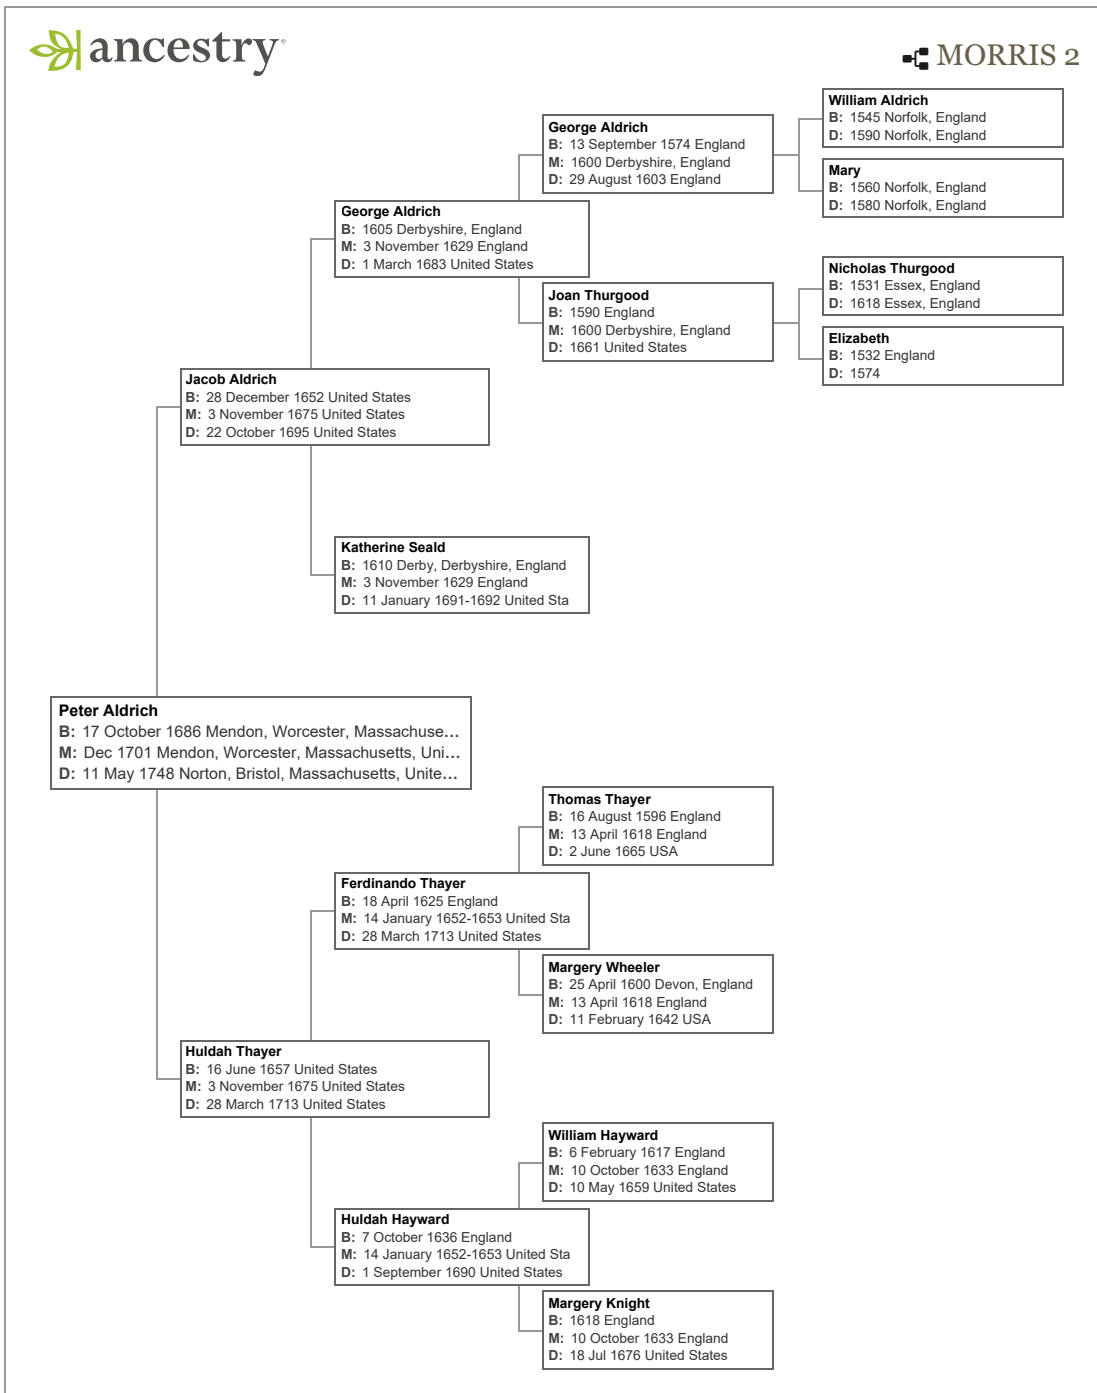 ancestry
MORRIS 2
William Aldrich
B: 1545 Norfolk, England
D: 1590 Norfolk, England
George Aldrich
B: 13 September 1574 England
M: 1600 Derbyshire, England
D: 29 August 1603 England
Mary
B: 1560 Norfolk, England
D: 1580 Norfolk, England
George Aldrich
B: 1605 Derbyshire, England
M: 3 November 1629 England
D: 1 March 1683 United States
Nicholas Thurgood
B: 1531 Essex, England
D: 1618 Essex, England
Joan Thurgood
B: 1590 England
M: 1600 Derbyshire, England
D: 1661 United States
Elizabeth
B: 1532 England
D: 1574
Jacob Aldrich
B: 28 December 1652 United States
M: 3 November 1675 United States
D: 22 October 1695 United States
Katherine Seald
B: 1610 Derby, Derbyshire, England
M: 3 November 1629 England
D: 11 January 1691-1692 United Sta
Peter Aldrich
B: 17 October 1686 Mendon, Worcester, Massachuse...
M: Dec 1701 Mendon, Worcester, Massachusetts, Uni...
D: 11 May 1748 Norton, Bristol, Massachusetts, Unite...
Thomas Thayer
B: 16 August 1596 England
M: 13 April 1618 England
D: 2 June 1665 USA
Ferdinando Thayer
B: 18 April 1625 England
M: 14 January 1652-1653 United Sta
D: 28 March 1713 United States
Margery Wheeler
B: 25 April 1600 Devon, England
M: 13 April 1618 England
D: 11 February 1642 USA
Huldah Thayer
B: 16 June 1657 United States
M: 3 November 1675 United States
D: 28 March 1713 United States
William Hayward
B: 6 February 1617 England
M: 10 October 1633 England
D: 10 May 1659 United States
Huldah Hayward
B: 7 October 1636 England
M: 14 January 1652-1653 United Sta
D: 1 September 1690 United States
Margery Knight
B: 1618 England
M: 10 October 1633 England
D: 18 Jul 1676 United States